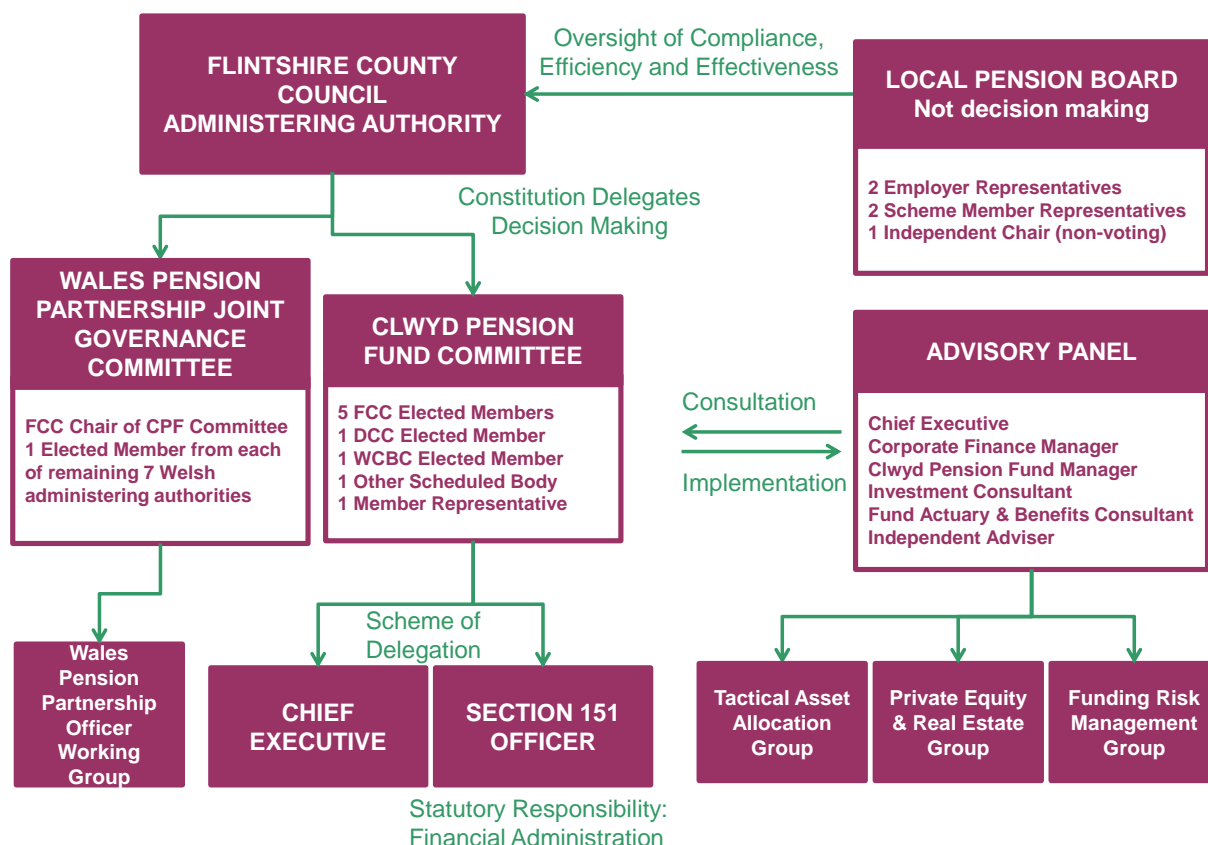 FLINTSHIRE COUNTY
COUNCIL
ADMINISTERING AUTHORITY
Oversight of Compliance,
Efficiency and Effectiveness
LOCAL PENSION BOARD
Not decision making
2 Employer Representatives
2 Scheme Member Representatives
1 Independent Chair (non-voting)
Constitution Delegates
Decision Making
WALES PENSION
PARTNERSHIP JOINT
GOVERNANCE
COMMITTEE
FCC Chair of CPF Committee
1 Elected Member from each
of remaining 7 Welsh
administering authorities
CLWYD PENSION
FUND COMMITTEE
5 FCC Elected Members
1 DCC Elected Member
1 WCBC Elected Member
1 Other Scheduled Body
1 Member Representative
Consultation
Implementation
ADVISORY PANEL
Chief Executive
Corporate Finance Manager
Clwyd Pension Fund Manager
Investment Consultant
Fund Actuary & Benefits Consultant
Independent Adviser
Wales
Pension
Partnership
Officer
Working
Group
Scheme of
Delegation
CHIEF
EXECUTIVE
SECTION 151
OFFICER
Statutory Responsibility:
Financial Administration
Tactical Asset
Allocation
Group
Private Equity
& Real Estate
Group
Funding Risk
Management
Group